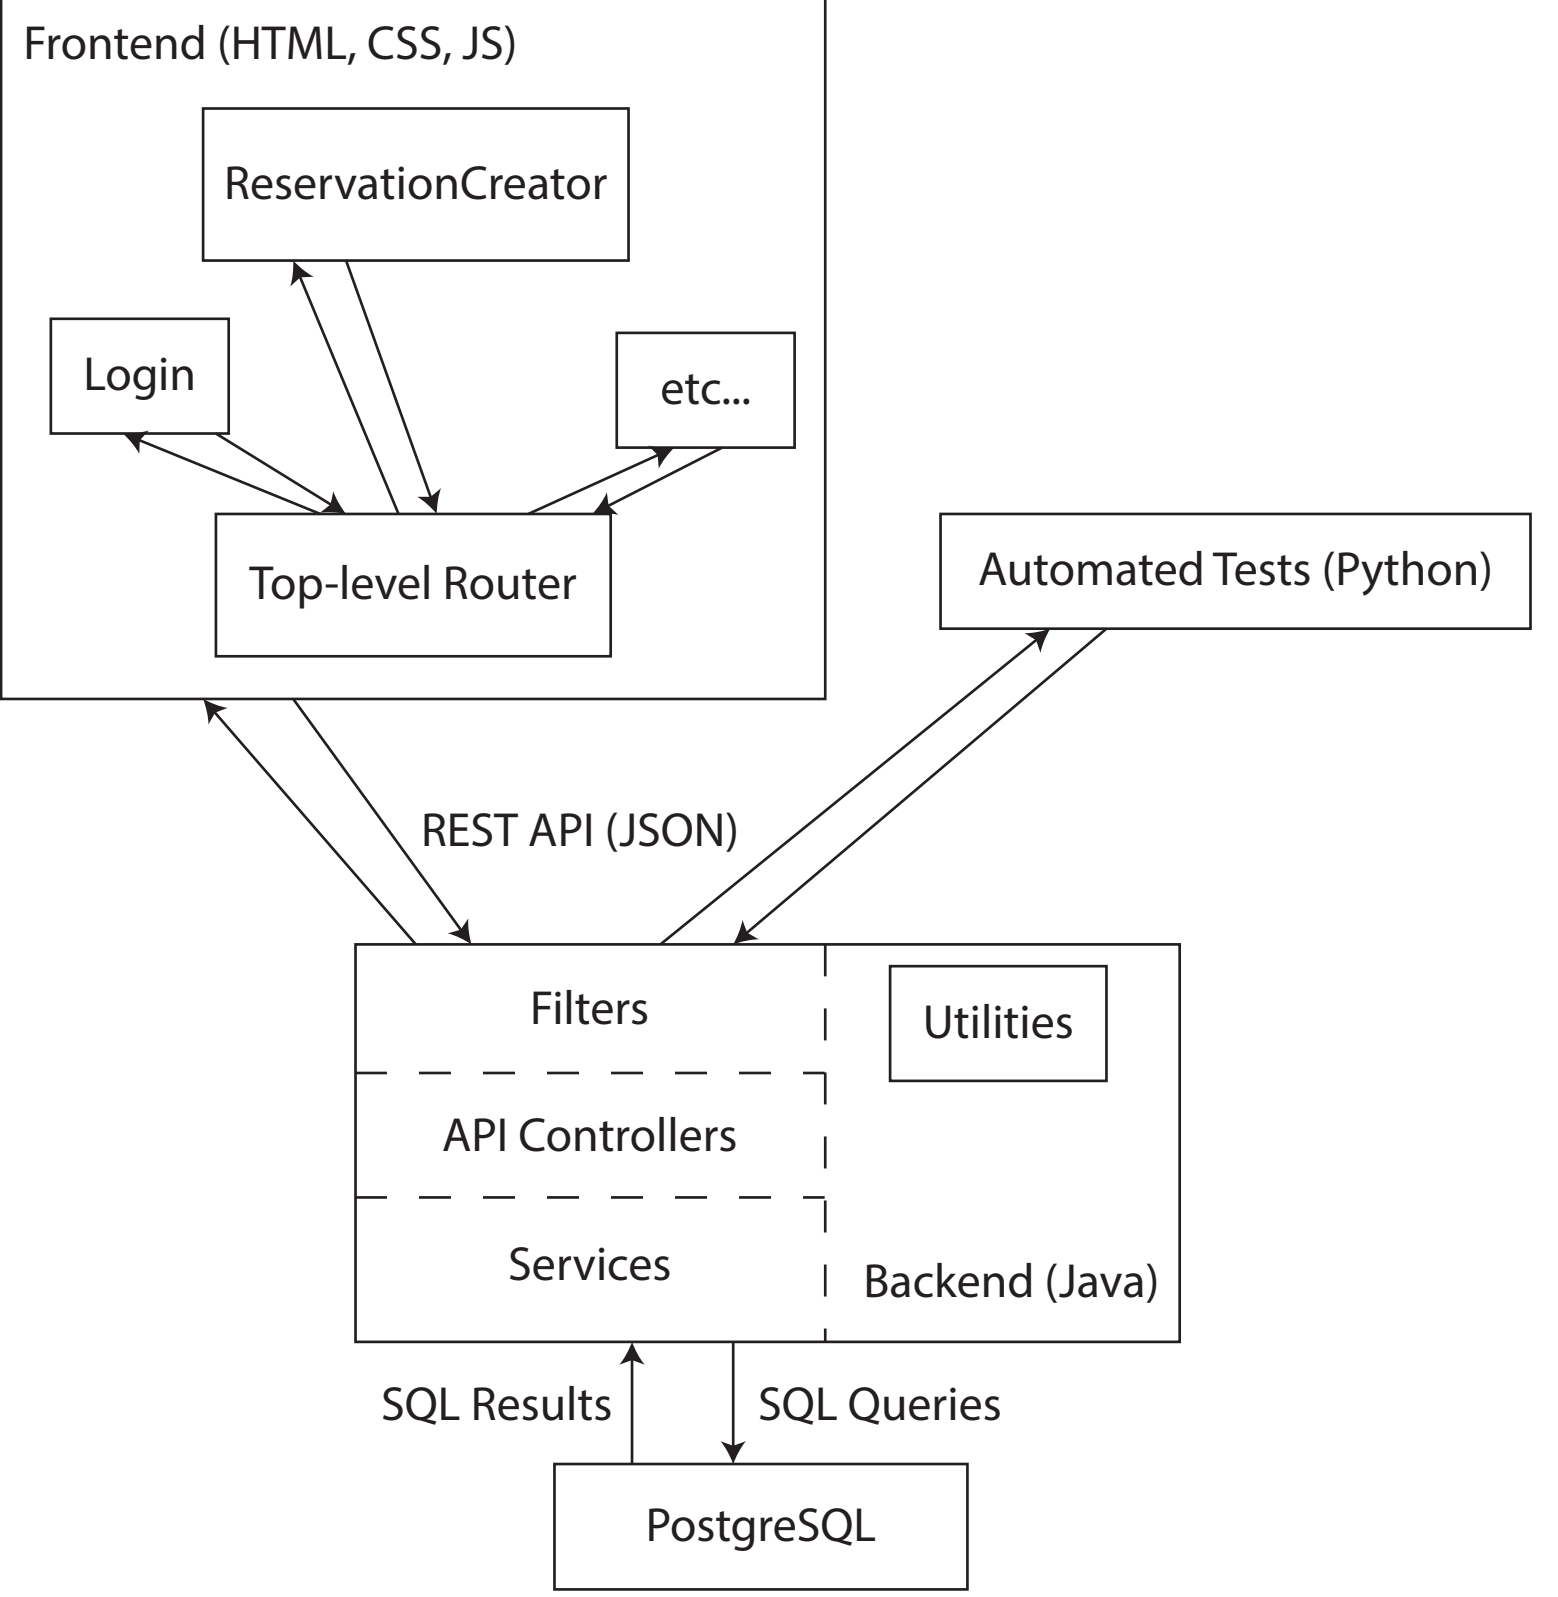 Frontend (HTML, CSS, JS)
ReservationCreator
Login
etc...
Top-level Router
Automated Tests (Python)
REST API (JSON)
Filters
Utilities
API Controllers
Services
Backend (Java)
SQL Results
SQL Queries
PostgreSQL